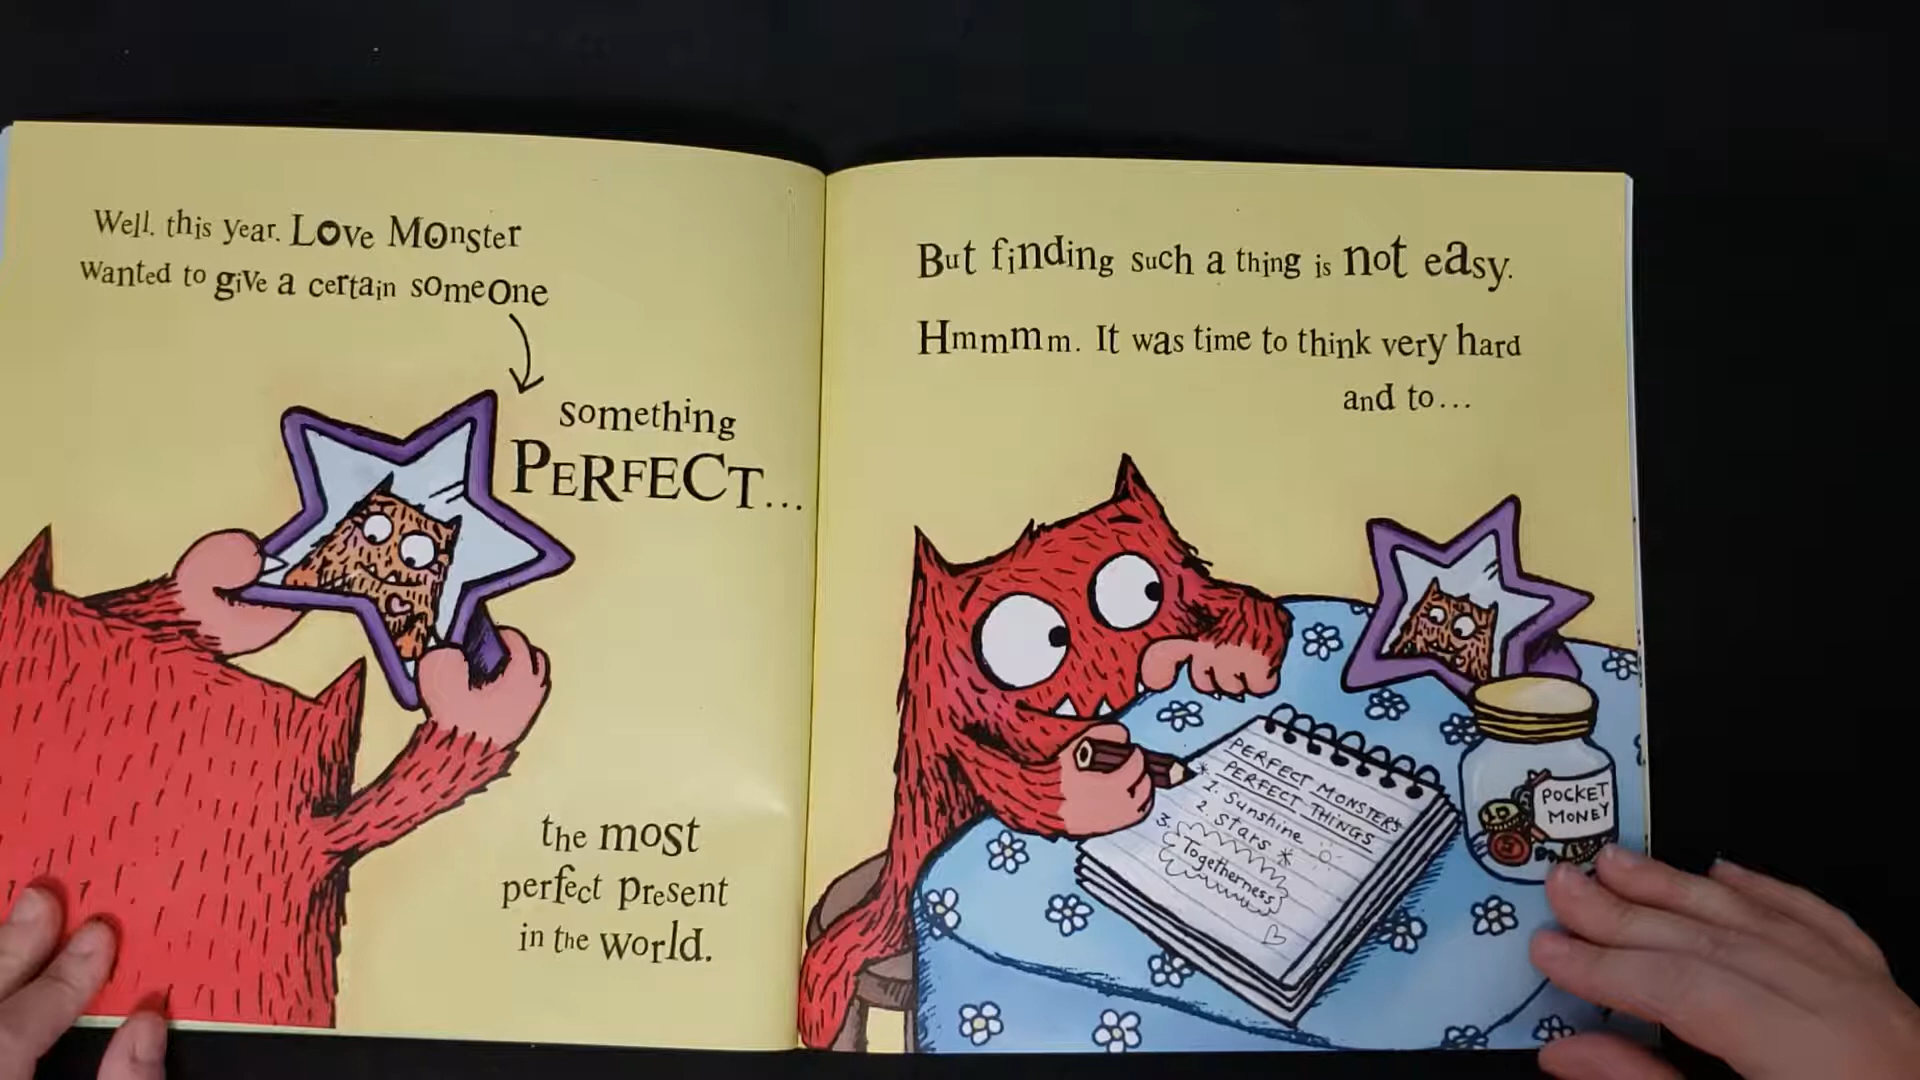 Well, this year, Love Monster
wanted to give a certain someone
something
PERFECT...
the most
perfect present
in the world.
But finding such a thing is not easy.
Hmmmm. It was time to think very hard
and to...
PERFECT MONSTER'S
* PERFECT THINGS
1. Sunshine
2. Stars *
3. Togetherness
POCKET
MONEY